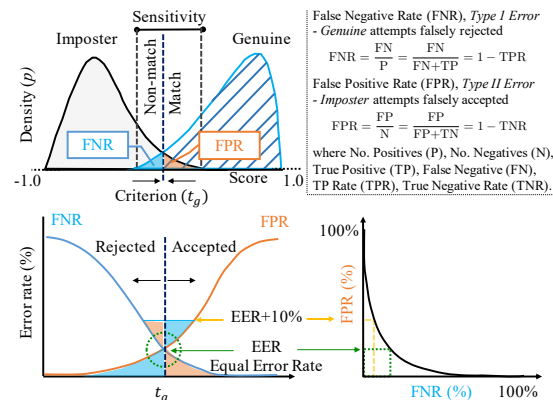 Sensitivity
Imposter
Genuine
Non-match
Match
Density (p)
FNR
FPR
-1.0
Score
1.0
Criterion (t_g)
False Negative Rate (FNR), Type I Error
- Genuine attempts falsely rejected
FNR = FN/P = FN/FN+TP = 1 − TPR
False Positive Rate (FPR), Type II Error
- Imposter attempts falsely accepted
FPR = FP/N = FP/FP+TN = 1 − TNR
where No. Positives (P), No. Negatives (N),
True Positive (TP), False Negative (FN),
TP Rate (TPR), True Negative Rate (TNR).
FNR
FPR
Rejected
Accepted
Error rate (%)
EER+10%
EER
Equal Error Rate
t_g
100%
FPR (%)
FNR (%)
100%